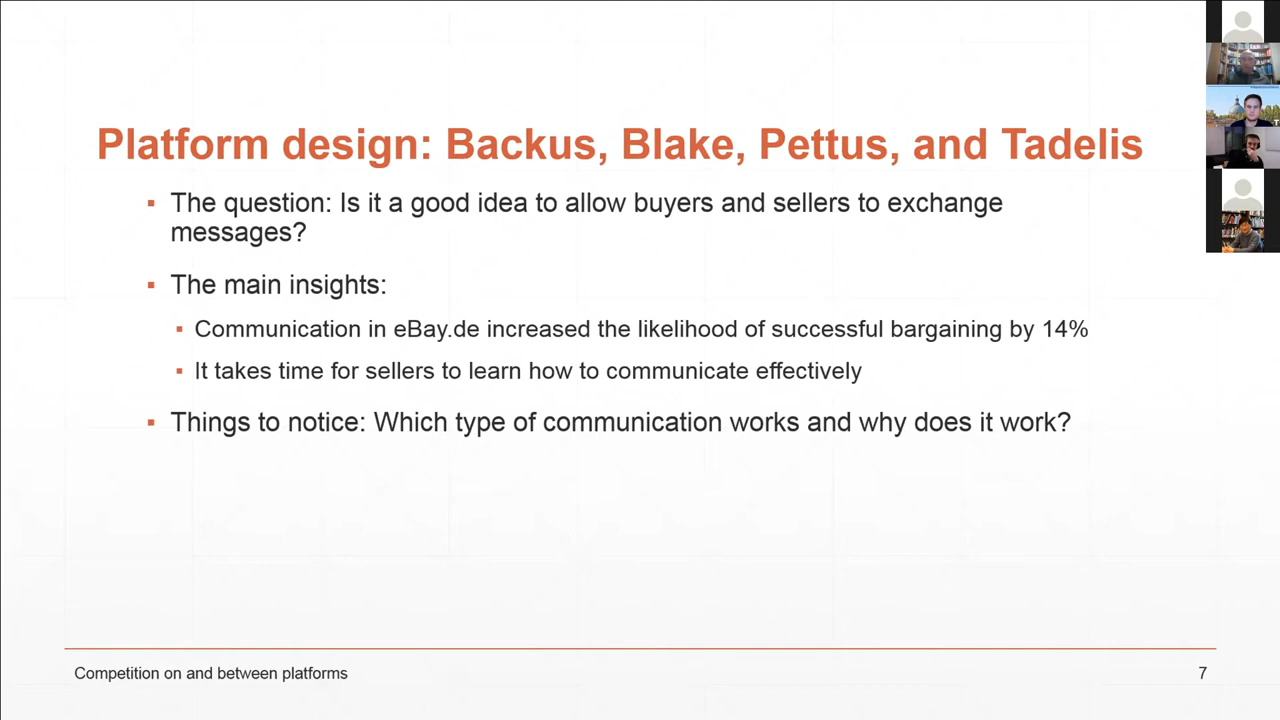 Platform design: Backus, Blake, Pettus, and Tadelis
▪ The question: Is it a good idea to allow buyers and sellers to exchange
messages?
▪ The main insights:
▪ Communication in eBay.de increased the likelihood of successful bargaining by 14%
▪ It takes time for sellers to learn how to communicate effectively
▪ Things to notice: Which type of communication works and why does it work?
Competition on and between platforms
7